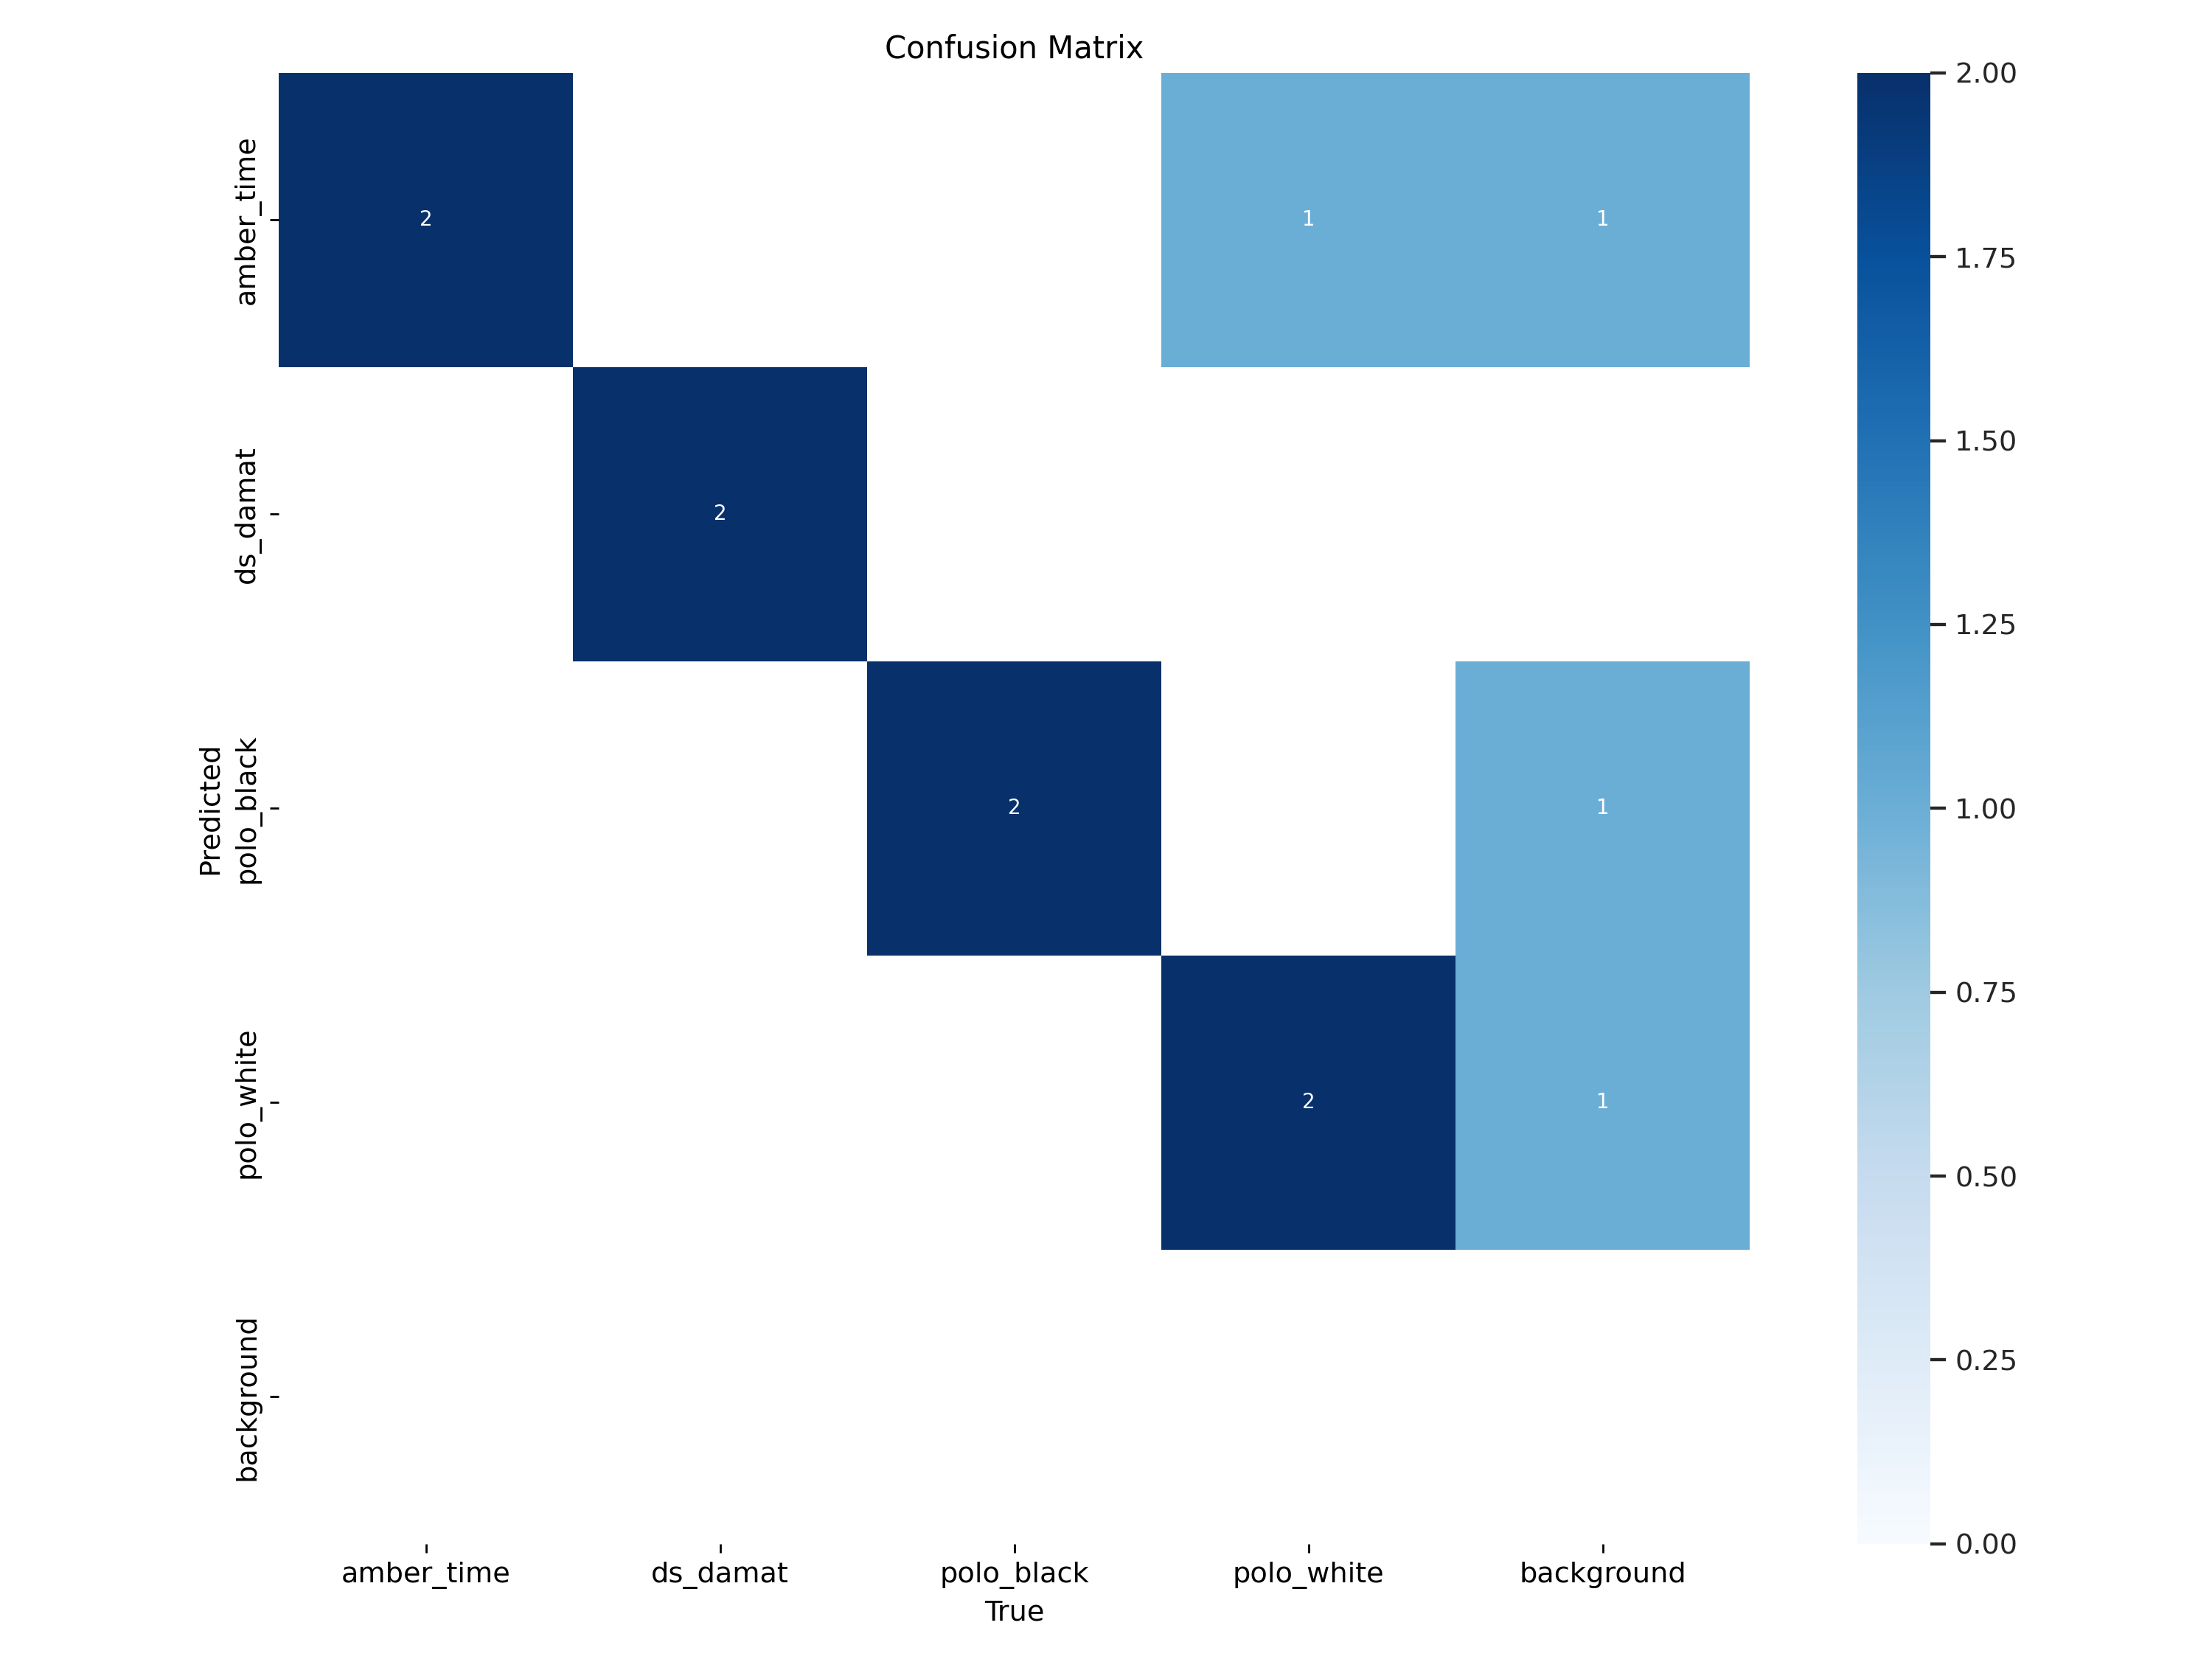 Confusion Matrix
2.00
amber_time
2
1
1
1.75
1.50
ds_damat
2
1.25
Predicted
polo_black
2
1
1.00
0.75
polo_white
2
1
0.50
0.25
background
0.00
amber_time
ds_damat
polo_black
polo_white
background
True